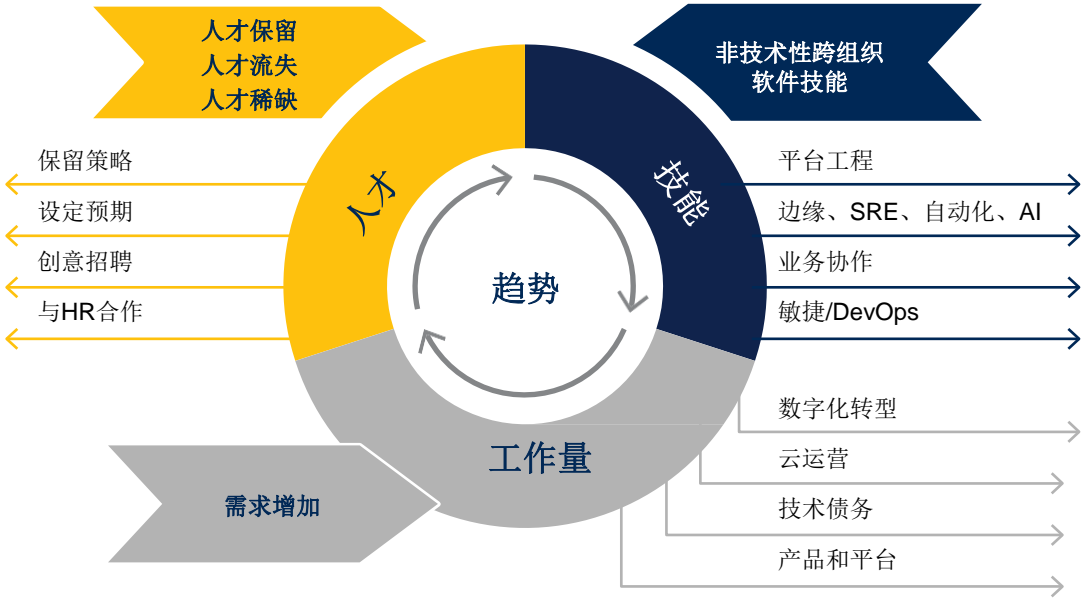 人才保留
人才流失
人才稀缺
非技术性跨组织
软件技能
保留策略
设定预期
创意招聘
与HR合作
人才
技能
趋势
工作量
平台工程
边缘、SRE、自动化、AI
业务协作
敏捷/DevOps
需求增加
数字化转型
云运营
技术债务
产品和平台